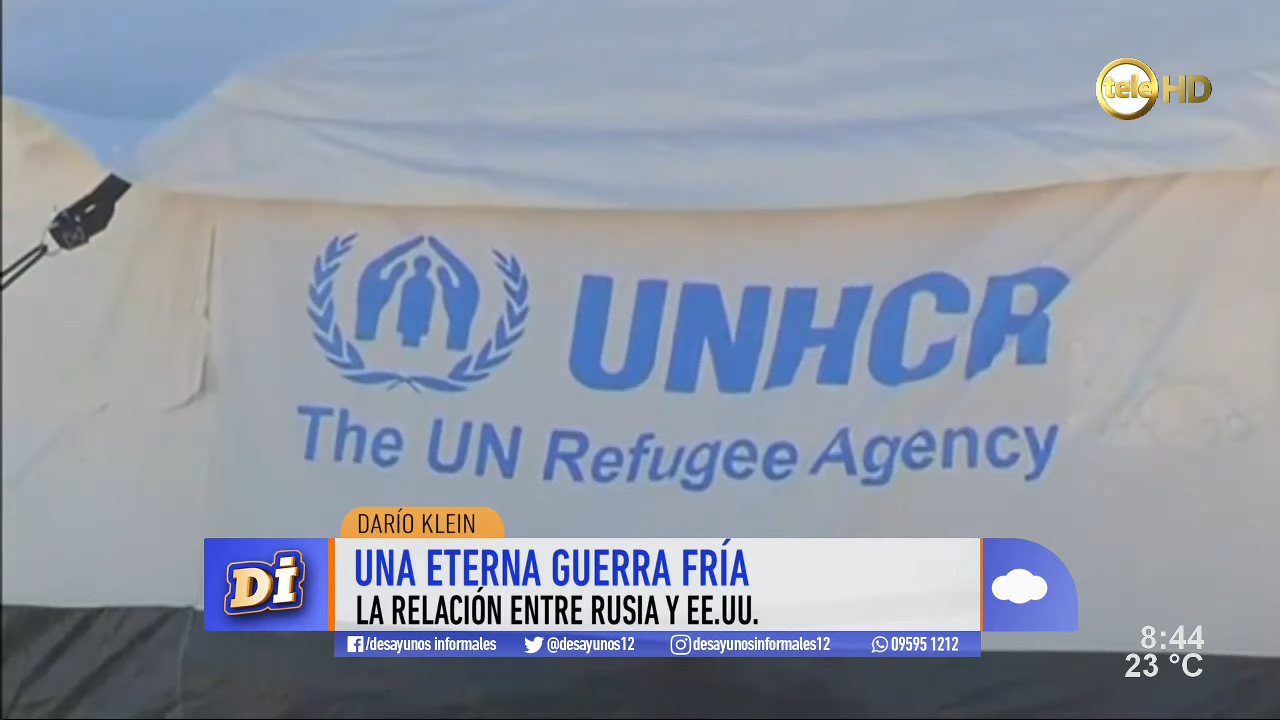 tele HD
UNHCR
The UN Refugee Agency
DARÍO KLEIN
Di
UNA ETERNA GUERRA FRÍA
LA RELACIÓN ENTRE RUSIA Y EE.UU.
/desayunos informales @desayunos12 desayunosinformales12 09595 1212
8:44
23 °C